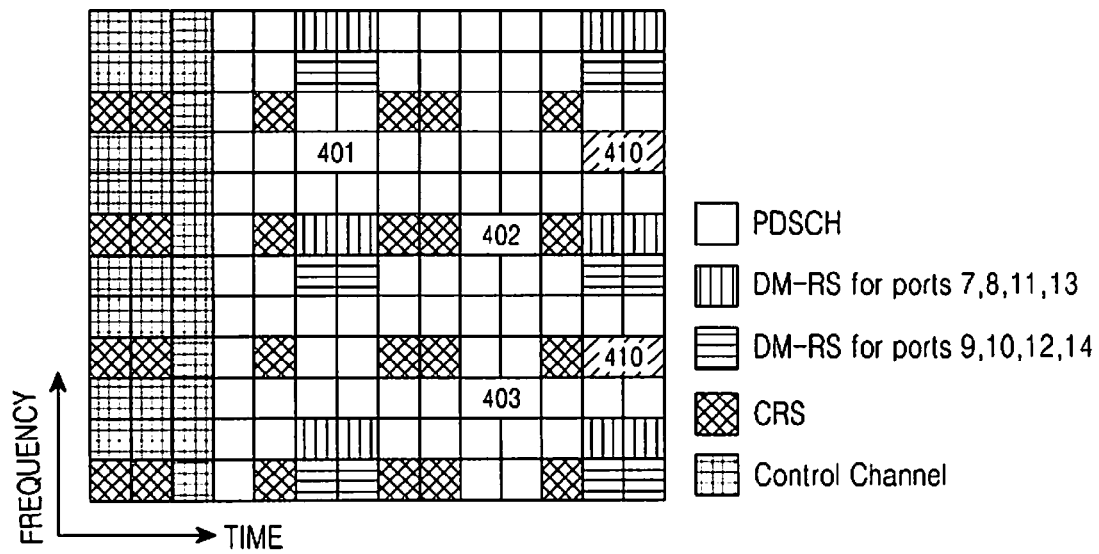 401
410
402
410
403
PDSCH
DM-RS for ports 7,8,11,13
DM-RS for ports 9,10,12,14
CRS
Control Channel
FREQUENCY
TIME